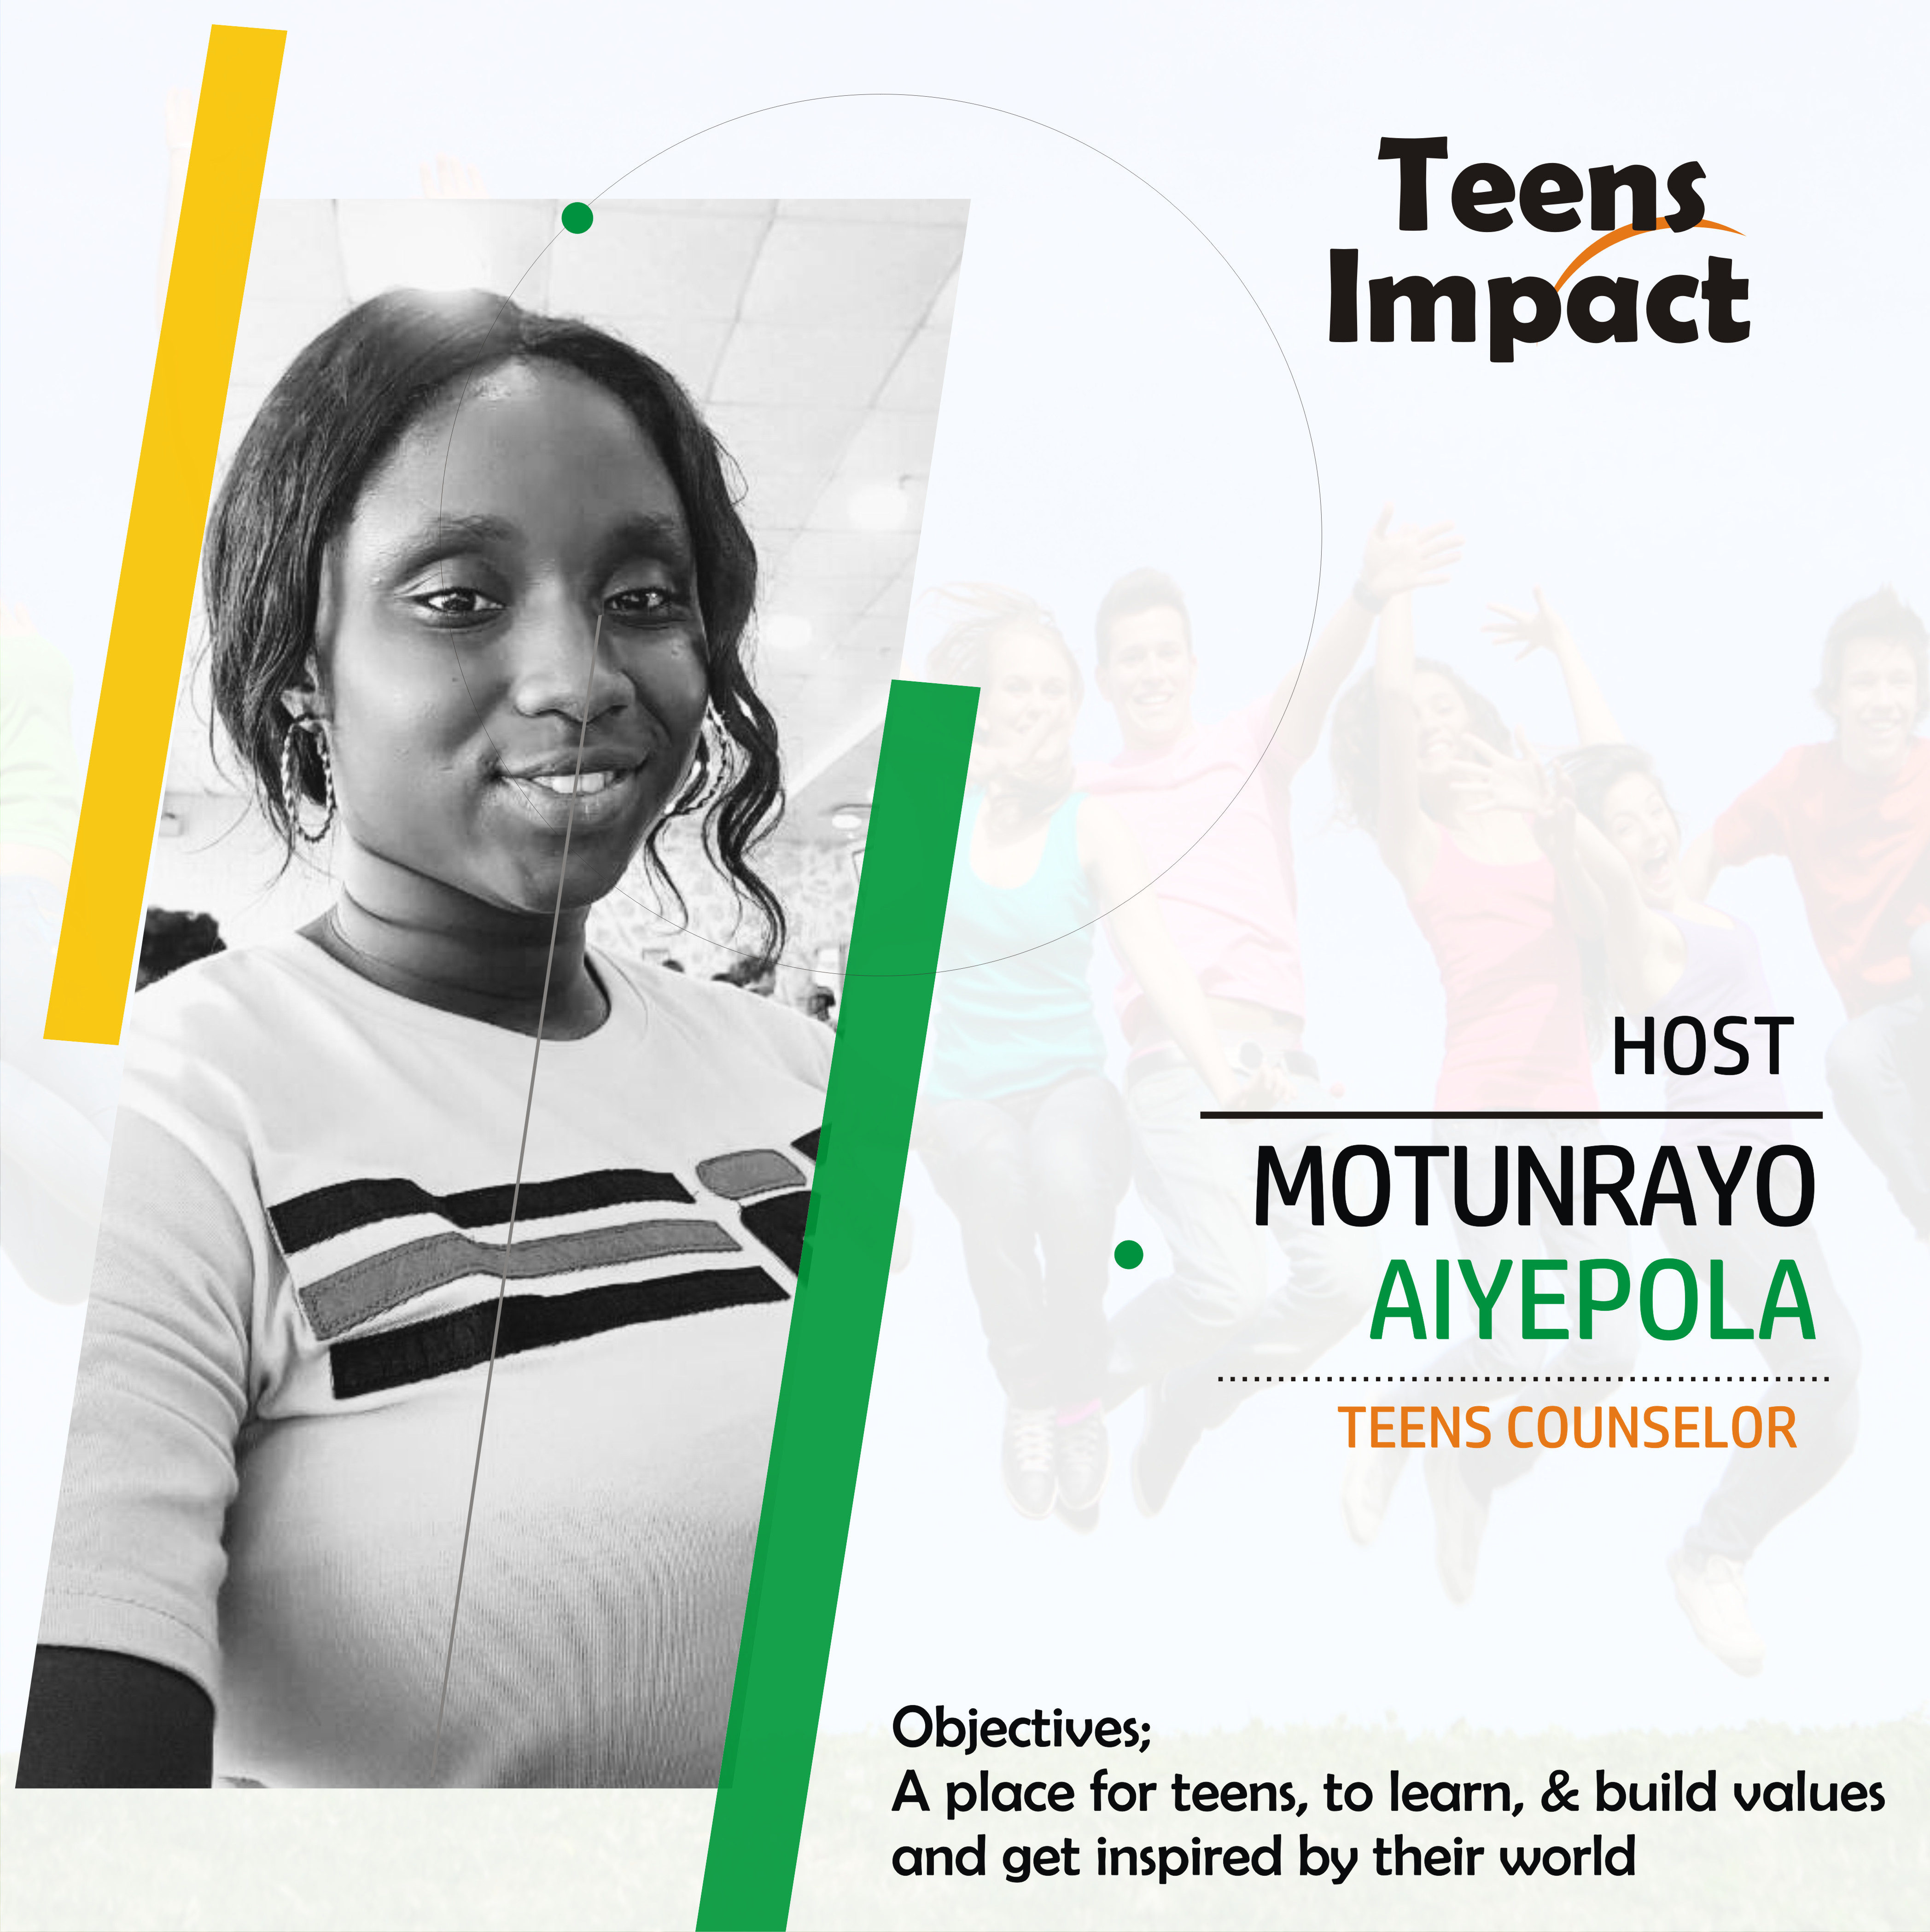 Teens
Impact
HOST
MOTUNRAYO
AIYEPOLA
TEENS COUNSELOR
Objectives;
A place for teens, to learn, & build values
and get inspired by their world